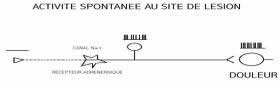 ACTIVITE SPONTANEE AU SITE DE LESION
CANAL Na+
RECEPTEUR ADRENERGIQUE
DOULEUR